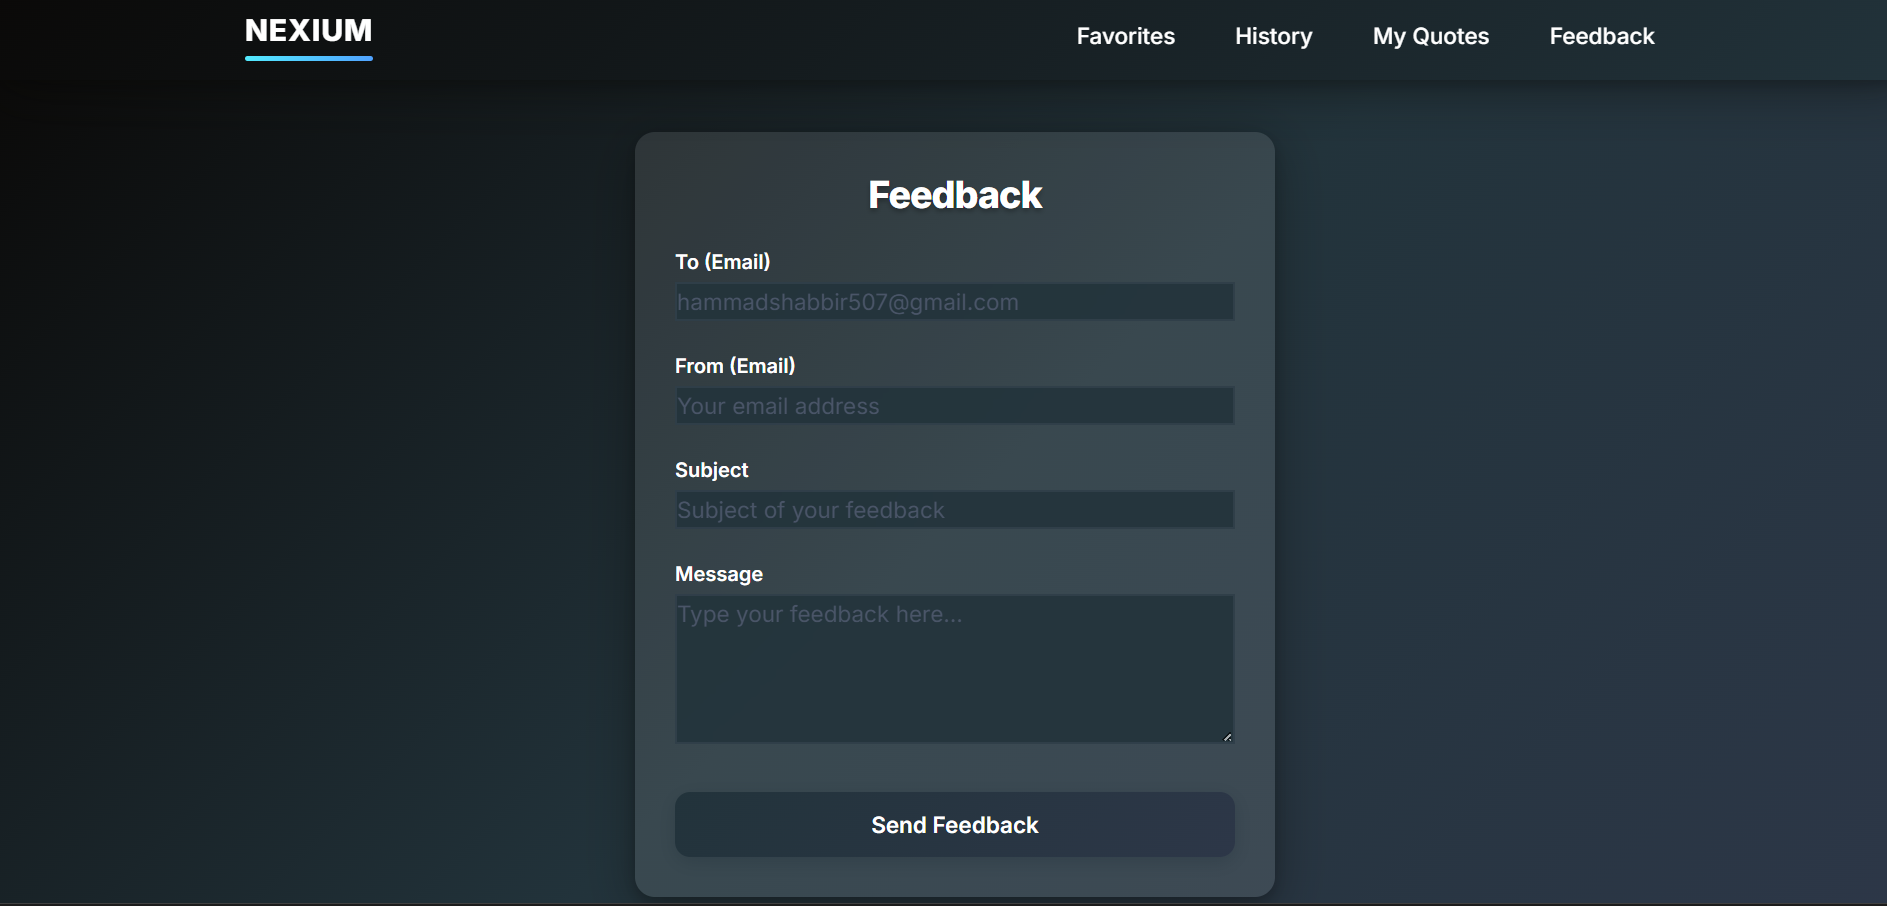 NEXIUM
Favorites
History
My Quotes
Feedback
Feedback
To (Email)
hammadshabbir507@gmail.com
From (Email)
Your email address
Subject
Subject of your feedback
Message
Type your feedback here...
Send Feedback